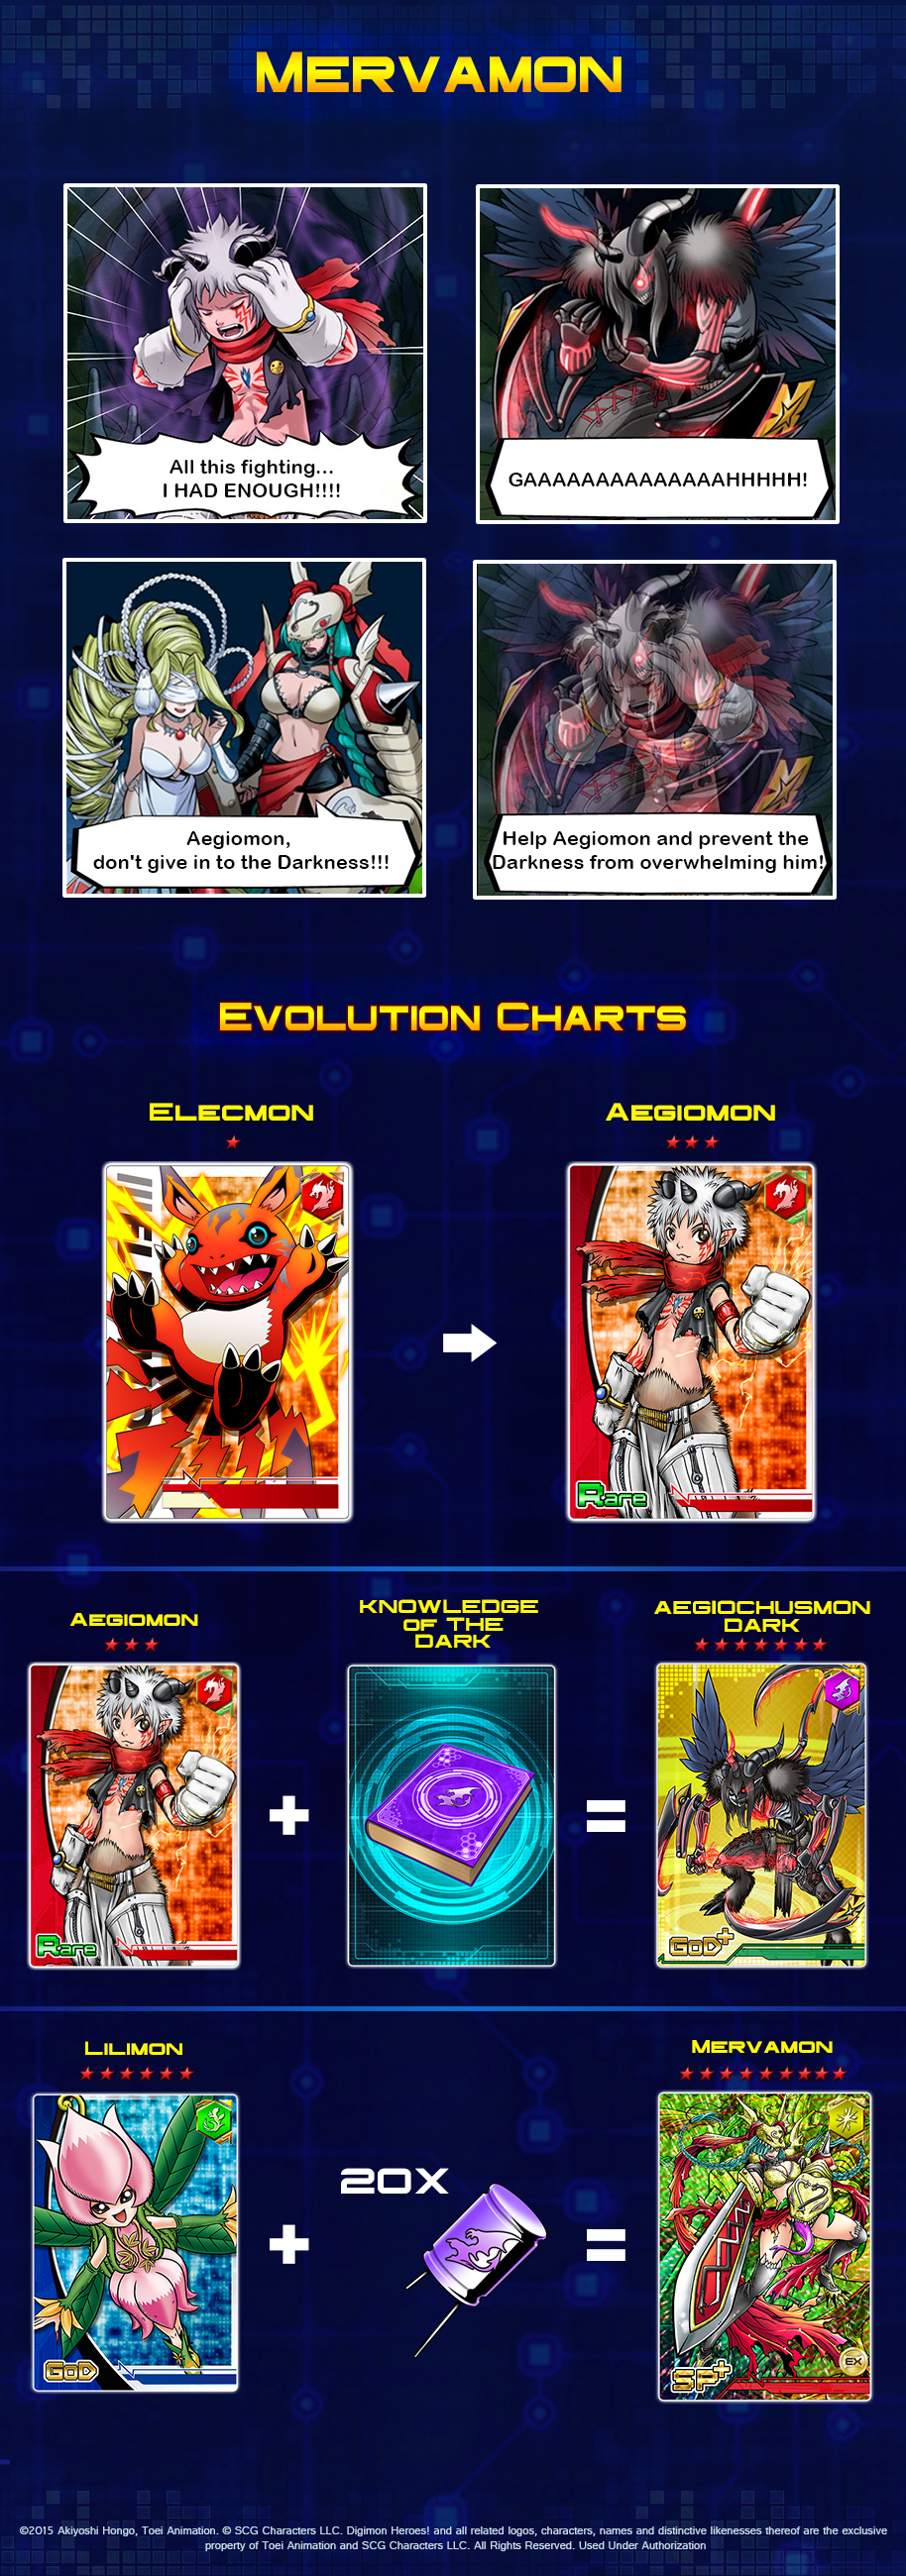 MERVAMON
All this fighting...
I HAD ENOUGH!!!!
GAAAAAAAAAAAAAAHHHHH!
Aegiomon,
don't give in to the Darkness!!!
Help Aegiomon and prevent the
Darkness from overwhelming him!
EVOLUTION CHARTS
ELECMON
AEGIOMON
Rare
AEGIOMON
KNOWLEDGE
OF THE
DARK
AEGIOCHUSMON
DARK
Rare
+
=
GOD+
LILIMON
MERVAMON
20X
+
=
GOD
EX
SP+
©2015 Akiyoshi Hongo, Toei Animation. © SCG Characters LLC. Digimon Heroes! and all related logos, characters, names and distinctive likenesses thereof are the exclusive
property of Toei Animation and SCG Characters LLC. All Rights Reserved. Used Under Authorization